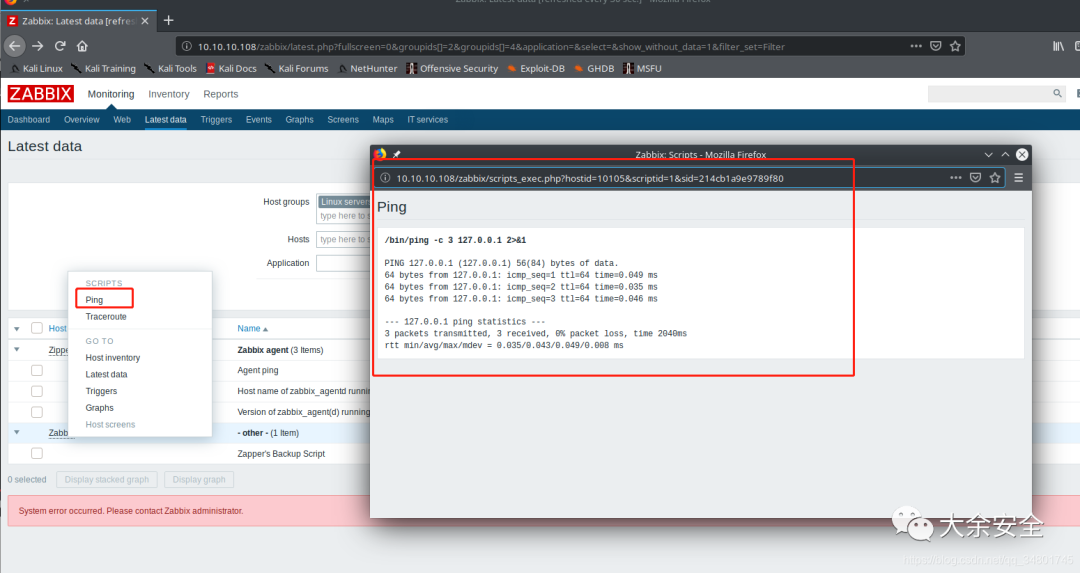 Zabbix: Latest data [refres
10.10.10.108/zabbix/latest.php?fullscreen=0&groupids[]=2&groupids[]=4&application=&select=&show_without_data=1&filter_set=Filter
Kali Linux Kali Training Kali Tools Kali Docs Kali Forums NetHunter Offensive Security Exploit-DB GHDB MSFU
ZABBIX Monitoring Inventory Reports
Dashboard Overview Web Latest data Triggers Events Graphs Screens Maps IT services
Latest data
Host groups Linux servers
type here to s
Hosts type here to s
Application
SCRIPTS
Ping
Traceroute
GO TO
Host inventory
Latest data
Triggers
Graphs
Host screens
Host Name
Zippe Zabbix agent (3 Items)
Agent ping
Host name of zabbix_agentd runnin
Version of zabbix_agent(d) running
Zabb - other - (1 Item)
Zapper's Backup Script
0 selected Display stacked graph Display graph
System error occurred. Please contact Zabbix administrator.
Zabbix: Scripts - Mozilla Firefox
10.10.10.108/zabbix/scripts_exec.php?hostid=10105&scriptid=1&sid=214cb1a9e9789f80
Ping
/bin/ping -c 3 127.0.0.1 2>&1
PING 127.0.0.1 (127.0.0.1) 56(84) bytes of data.
64 bytes from 127.0.0.1: icmp_seq=1 ttl=64 time=0.049 ms
64 bytes from 127.0.0.1: icmp_seq=2 ttl=64 time=0.035 ms
64 bytes from 127.0.0.1: icmp_seq=3 ttl=64 time=0.046 ms
--- 127.0.0.1 ping statistics ---
3 packets transmitted, 3 received, 0% packet loss, time 2040ms
rtt min/avg/max/mdev = 0.035/0.043/0.049/0.008 ms
大余安全